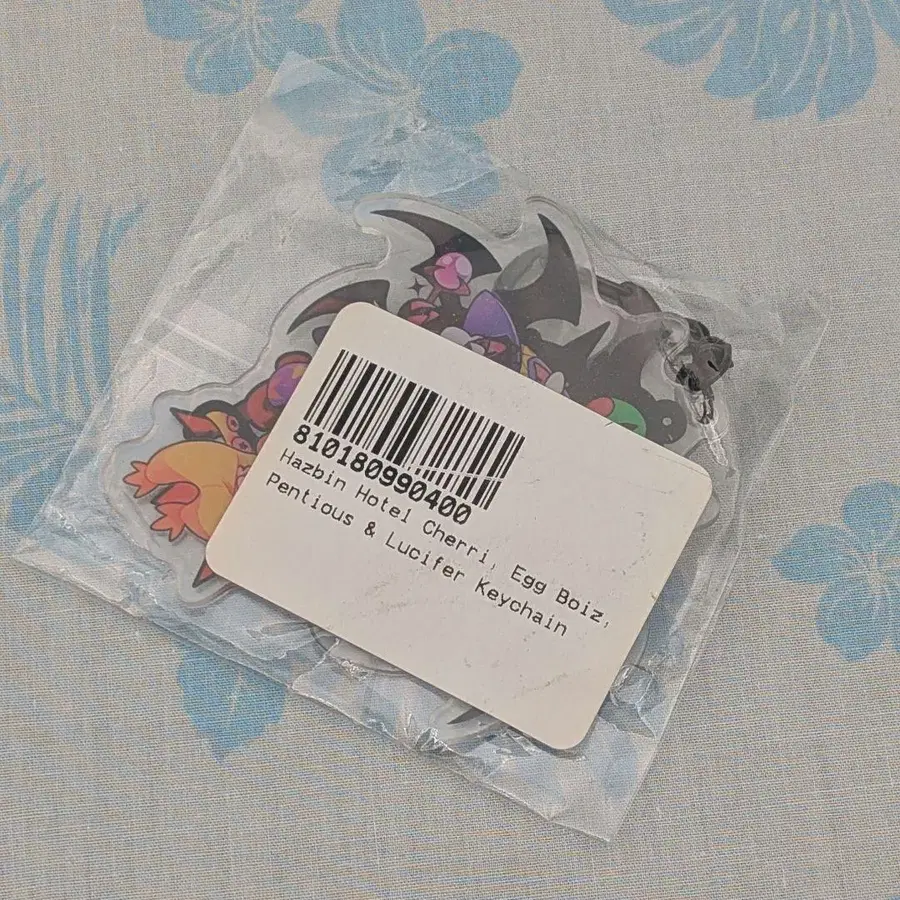 810180990400
Hazbin Hotel Cherri, Egg Boiz,
Pentious & Lucifer Keychain